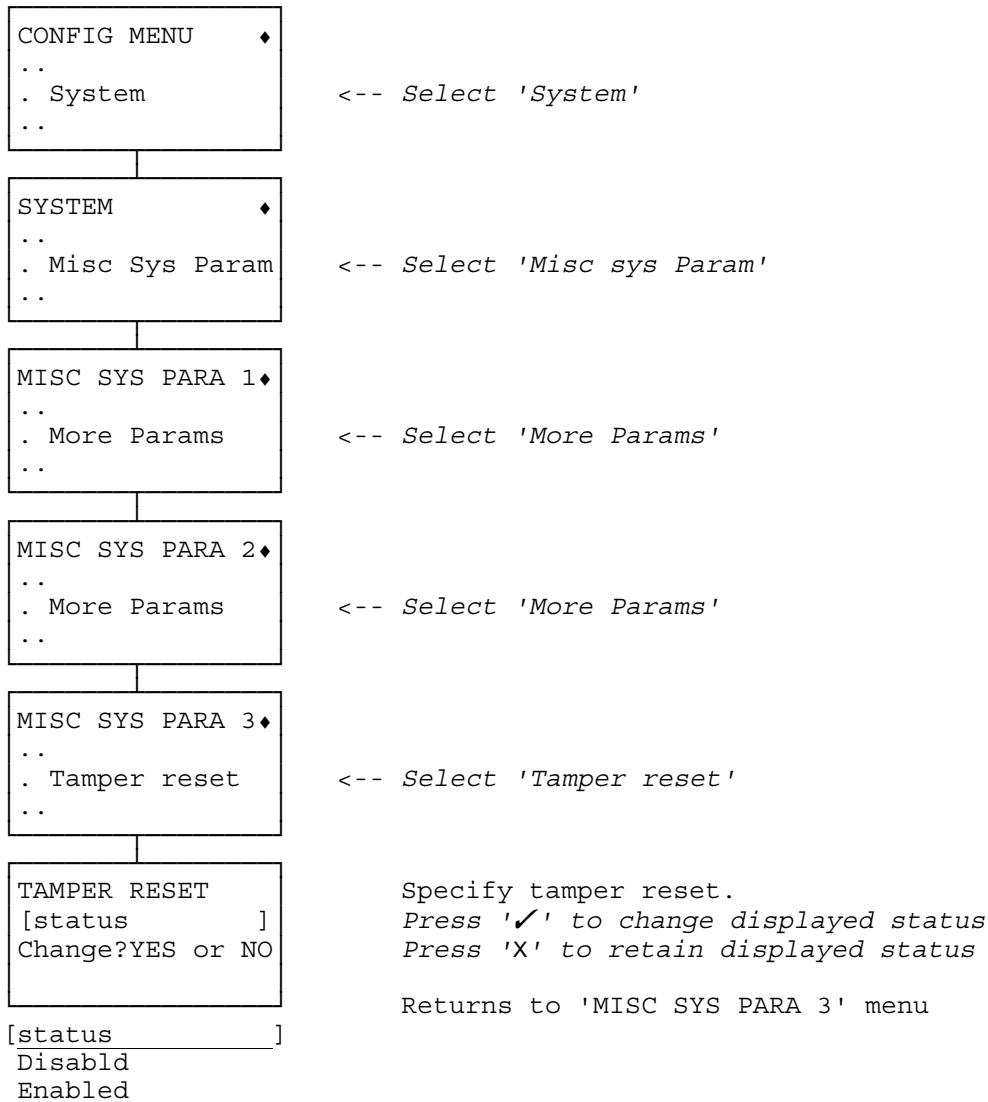 CONFIG MENU ♦
..
. System <-- Select 'System'
..
SYSTEM ♦
..
. Misc Sys Param <-- Select 'Misc sys Param'
..
MISC SYS PARA 1♦
..
. More Params <-- Select 'More Params'
..
MISC SYS PARA 2♦
..
. More Params <-- Select 'More Params'
..
MISC SYS PARA 3♦
..
. Tamper reset <-- Select 'Tamper reset'
..
TAMPER RESET Specify tamper reset.
[status ] Press '✓' to change displayed status
Change?YES or NO Press 'X' to retain displayed status
Returns to 'MISC SYS PARA 3' menu
[status ]
Disabld
Enabled